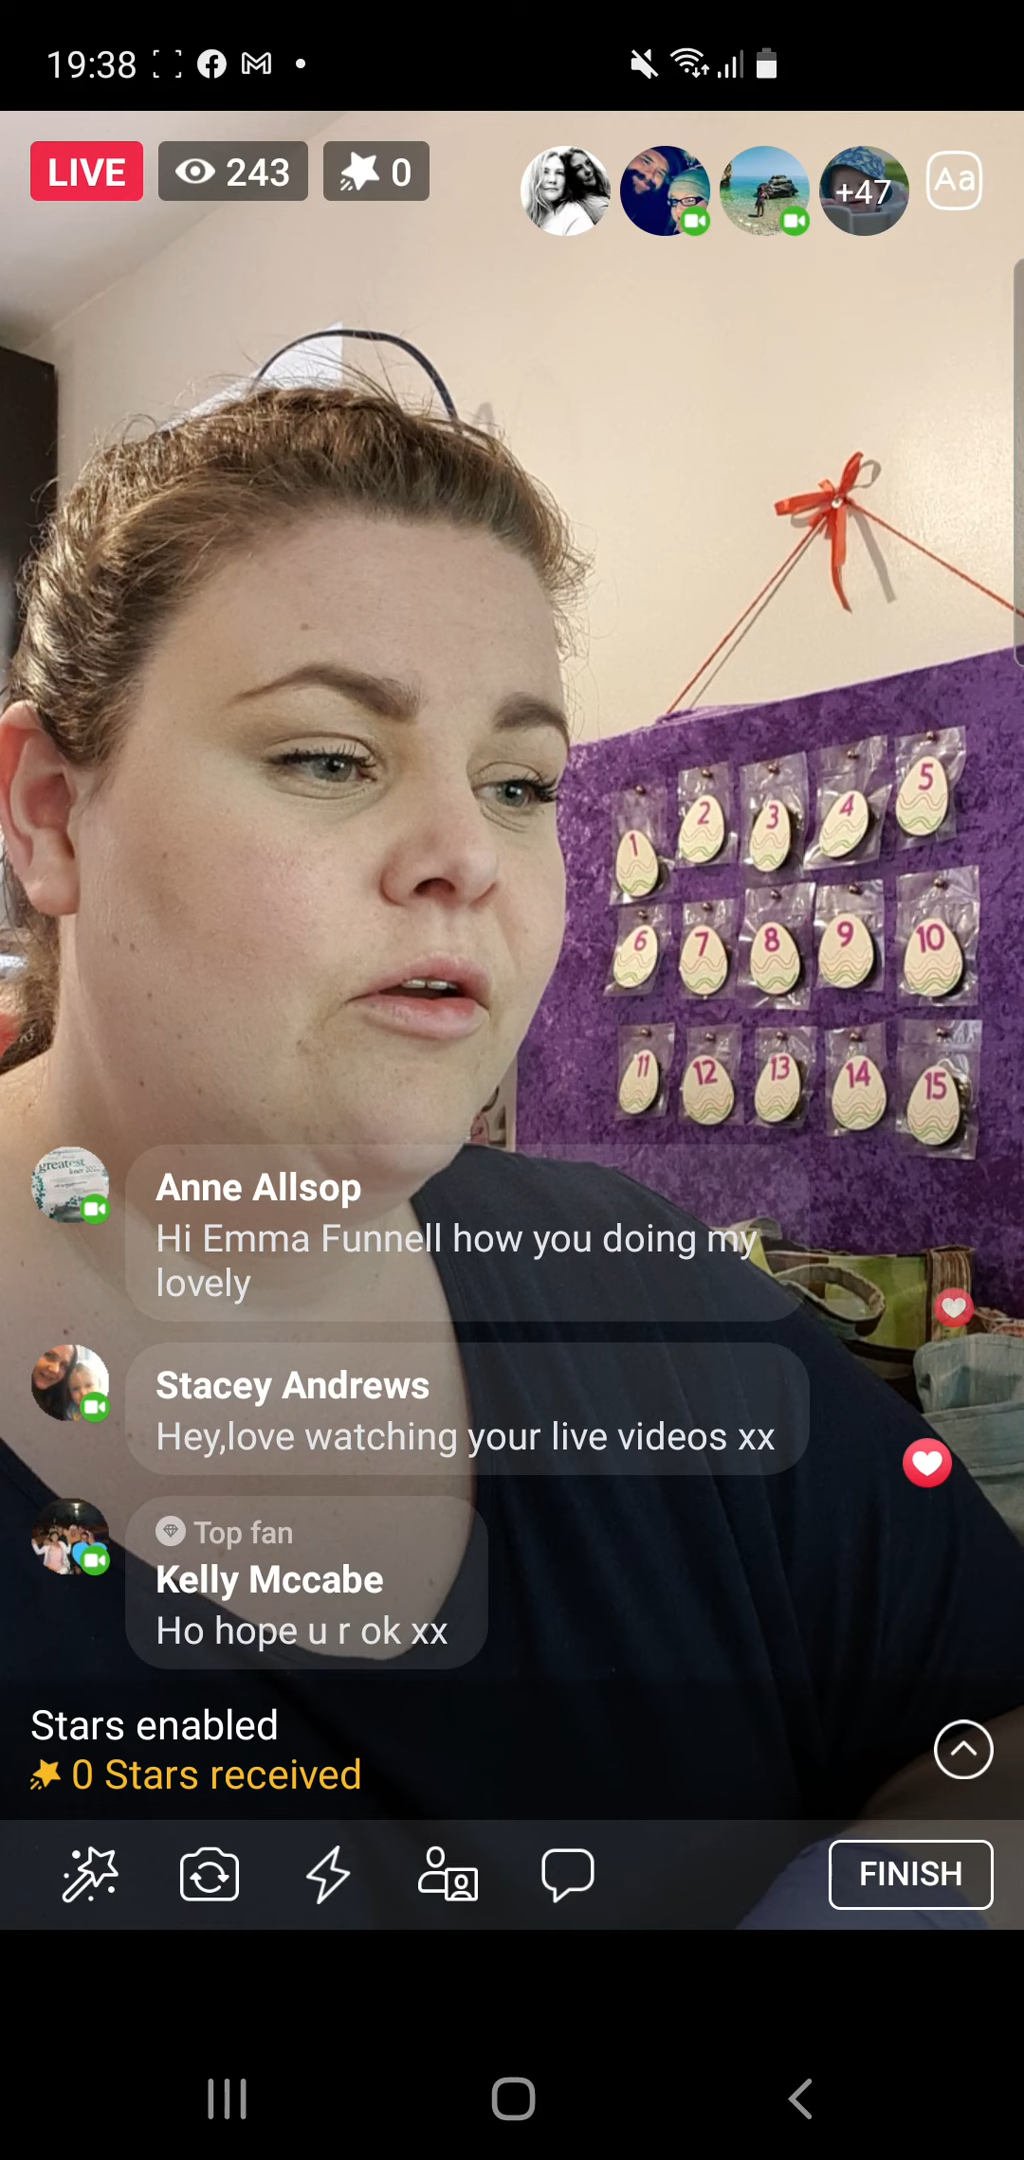 19:38
LIVE
243
0
+47
Aa
1
2
3
4
5
6
7
8
9
10
11
12
13
14
15
greatest
Anne Allsop
Hi Emma Funnell how you doing my
lovely
Stacey Andrews
Hey,love watching your live videos xx
Top fan
Kelly Mccabe
Ho hope u r ok xx
Stars enabled
0 Stars received
FINISH